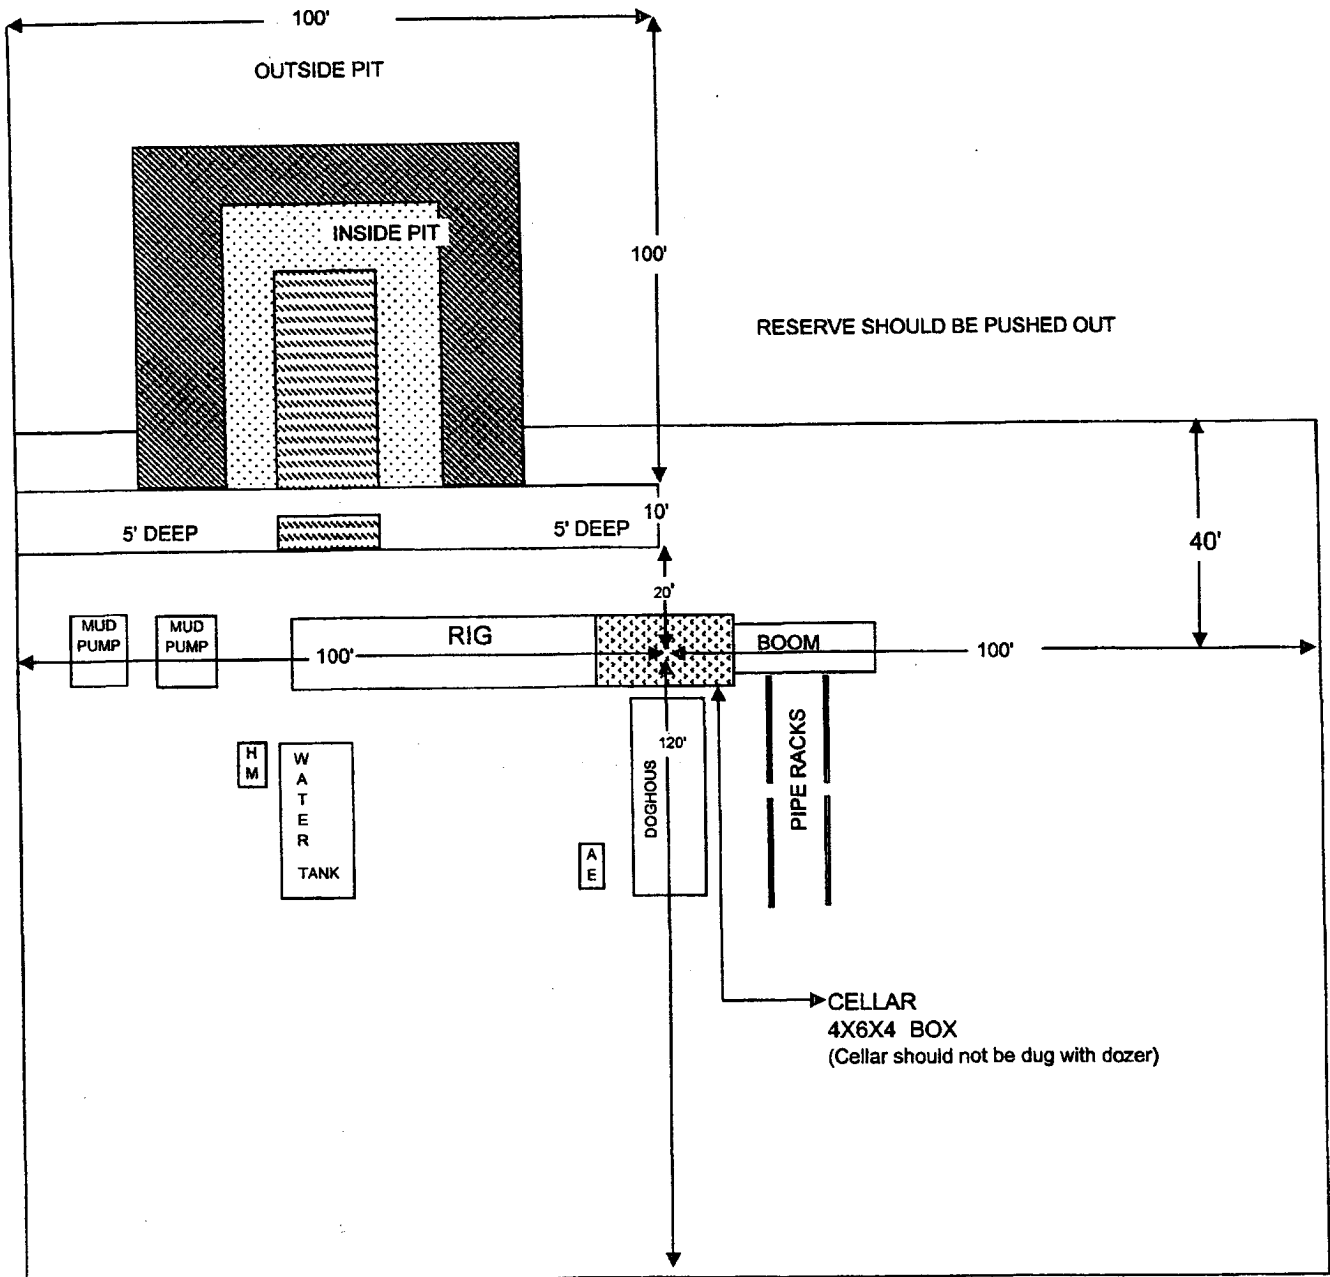 100'
OUTSIDE PIT
INSIDE PIT
100'
RESERVE SHOULD BE PUSHED OUT
10'
5' DEEP
5' DEEP
40'
20'
MUD
PUMP
MUD
PUMP
RIG
BOOM
100'
100'
120'
DOGHOUS
PIPE RACKS
H
M
W
A
T
E
R
TANK
A
E
CELLAR
4X6X4 BOX
(Cellar should not be dug with dozer)